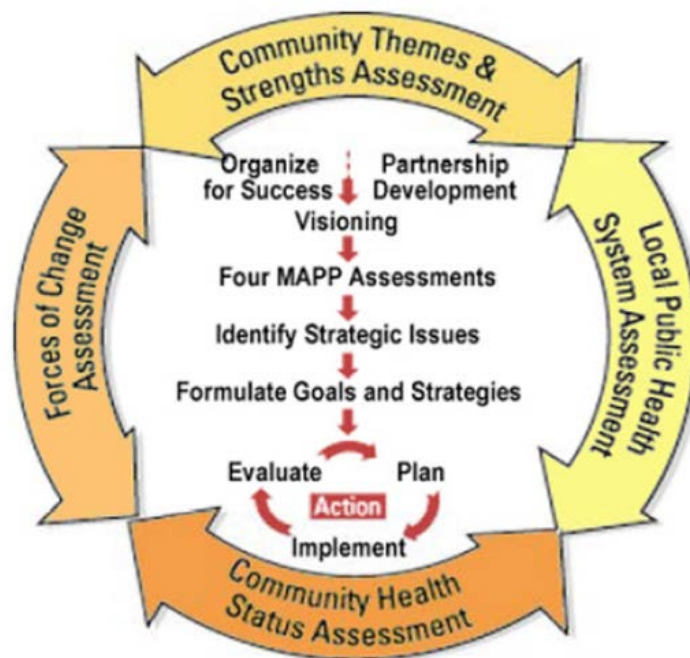 Community Themes &
Strengths Assessment
Organize
for Success
Partnership
Development
Visioning
Four MAPP Assessments
Identify Strategic Issues
Formulate Goals and Strategies
Evaluate
Plan
Action
Implement
Forces of Change
Assessment
Local Public Health
System Assessment
Community Health
Status Assessment